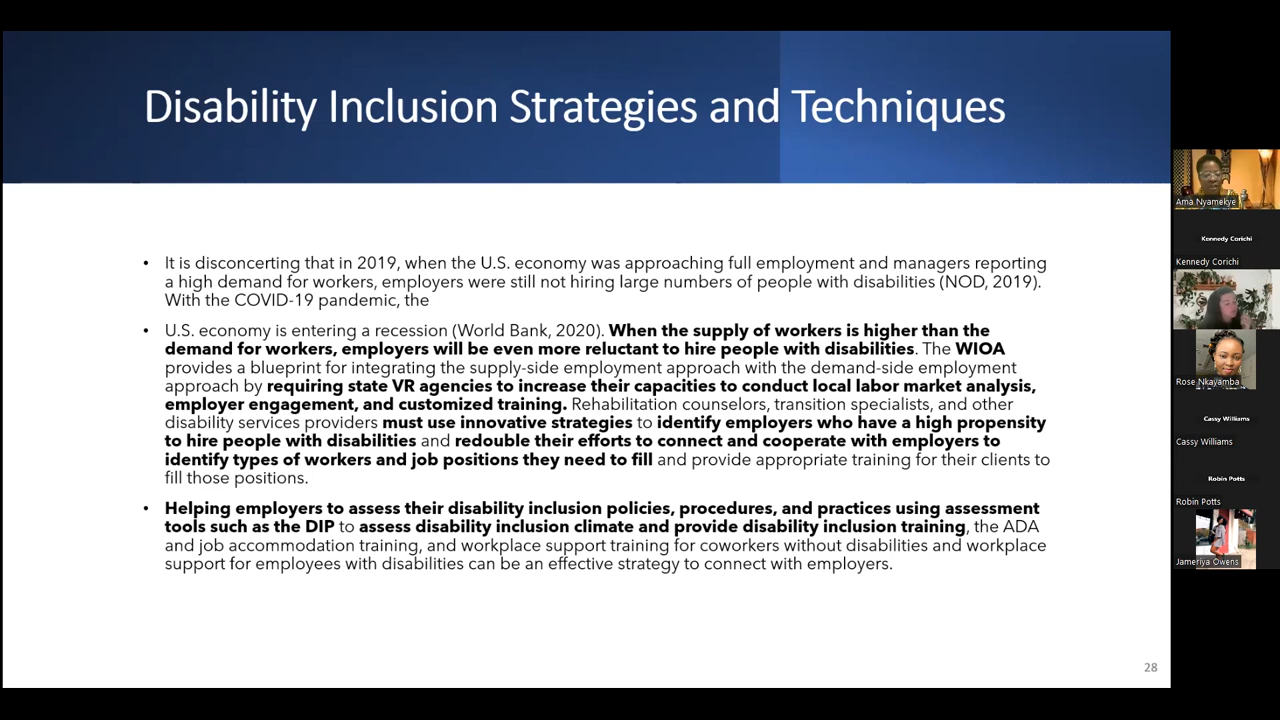 Disability Inclusion Strategies and Techniques
• It is disconcerting that in 2019, when the U.S. economy was approaching full employment and managers reporting
a high demand for workers, employers were still not hiring large numbers of people with disabilities (NOD, 2019).
With the COVID-19 pandemic, the
• U.S. economy is entering a recession (World Bank, 2020). When the supply of workers is higher than the
demand for workers, employers will be even more reluctant to hire people with disabilities. The WIOA
provides a blueprint for integrating the supply-side employment approach with the demand-side employment
approach by requiring state VR agencies to increase their capacities to conduct local labor market analysis,
employer engagement, and customized training. Rehabilitation counselors, transition specialists, and other
disability services providers must use innovative strategies to identify employers who have a high propensity
to hire people with disabilities and redouble their efforts to connect and cooperate with employers to
identify types of workers and job positions they need to fill and provide appropriate training for their clients to
fill those positions.
• Helping employers to assess their disability inclusion policies, procedures, and practices using assessment
tools such as the DIP to assess disability inclusion climate and provide disability inclusion training, the ADA
and job accommodation training, and workplace support training for coworkers without disabilities and workplace
support for employees with disabilities can be an effective strategy to connect with employers.
28
Ama Nyamekye
Kennedy Corichi
Kennedy Corichi
Rose Nkayamba
Cassy Williams
Cassy Williams
Robin Potts
Robin Potts
Jameriya Owens